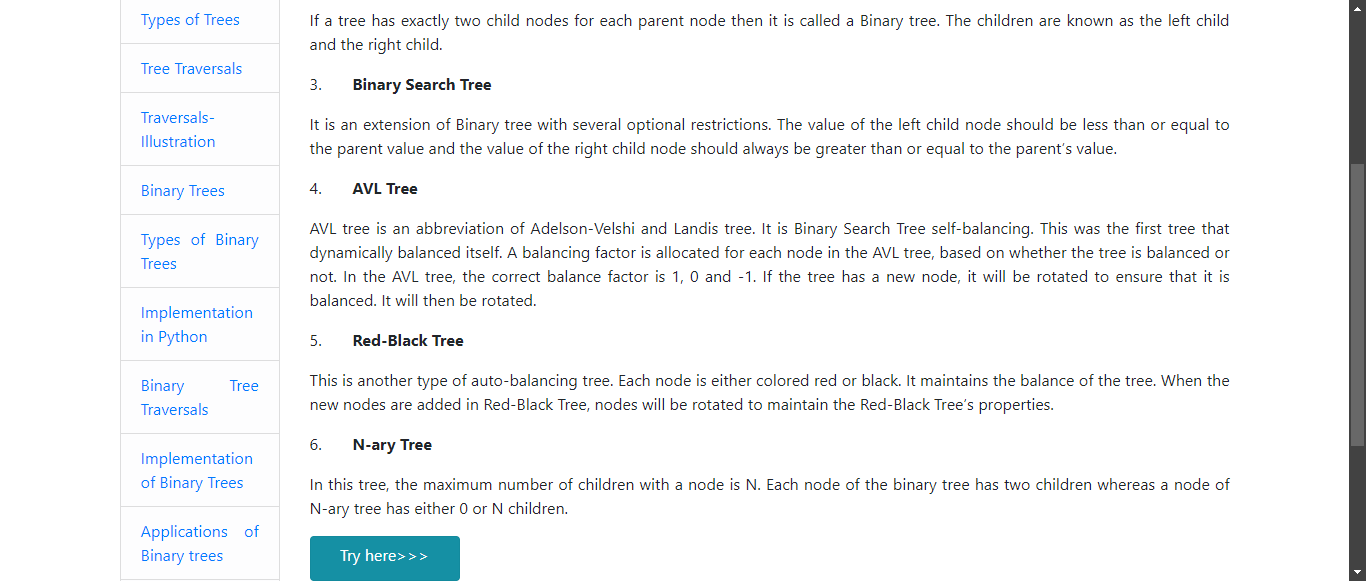 Types of Trees
Tree Traversals
Traversals-
Illustration
Binary Trees
Types of Binary
Trees
Implementation
in Python
Binary Tree
Traversals
Implementation
of Binary Trees
Applications of
Binary trees
If a tree has exactly two child nodes for each parent node then it is called a Binary tree. The children are known as the left child
and the right child.
3. Binary Search Tree
It is an extension of Binary tree with several optional restrictions. The value of the left child node should be less than or equal to
the parent value and the value of the right child node should always be greater than or equal to the parent’s value.
4. AVL Tree
AVL tree is an abbreviation of Adelson-Velshi and Landis tree. It is Binary Search Tree self-balancing. This was the first tree that
dynamically balanced itself. A balancing factor is allocated for each node in the AVL tree, based on whether the tree is balanced or
not. In the AVL tree, the correct balance factor is 1, 0 and -1. If the tree has a new node, it will be rotated to ensure that it is
balanced. It will then be rotated.
5. Red-Black Tree
This is another type of auto-balancing tree. Each node is either colored red or black. It maintains the balance of the tree. When the
new nodes are added in Red-Black Tree, nodes will be rotated to maintain the Red-Black Tree’s properties.
6. N-ary Tree
In this tree, the maximum number of children with a node is N. Each node of the binary tree has two children whereas a node of
N-ary tree has either 0 or N children.
Try here>>>